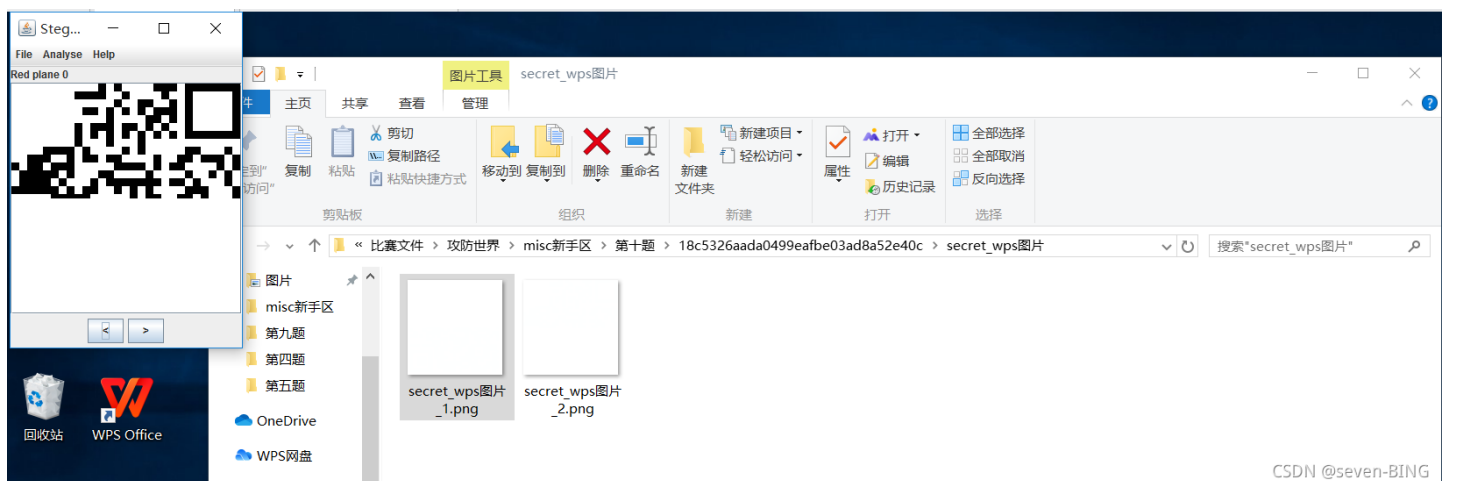 Steg...
File Analyse Help
Red plane 0
图片工具 secret_wps图片
件 主页 共享 查看 管理
复制
粘贴
剪切
复制路径
粘贴快捷方式
移动到 复制到 删除 重命名
新建
文件夹
新建项目
轻松访问
属性
打开
编辑
历史记录
全部选择
全部取消
反向选择
访问"
剪贴板 组织 新建 打开 选择
« 比赛文件 › 攻防世界 › misc新手区 › 第十题 › 18c5326aada0499eafbe03ad8a52e40c › secret_wps图片
搜索"secret_wps图片"
图片
misc新手区
第九题
第四题
第五题
OneDrive
WPS网盘
secret_wps图片
_1.png
secret_wps图片
_2.png
回收站 WPS Office
CSDN @seven-BING